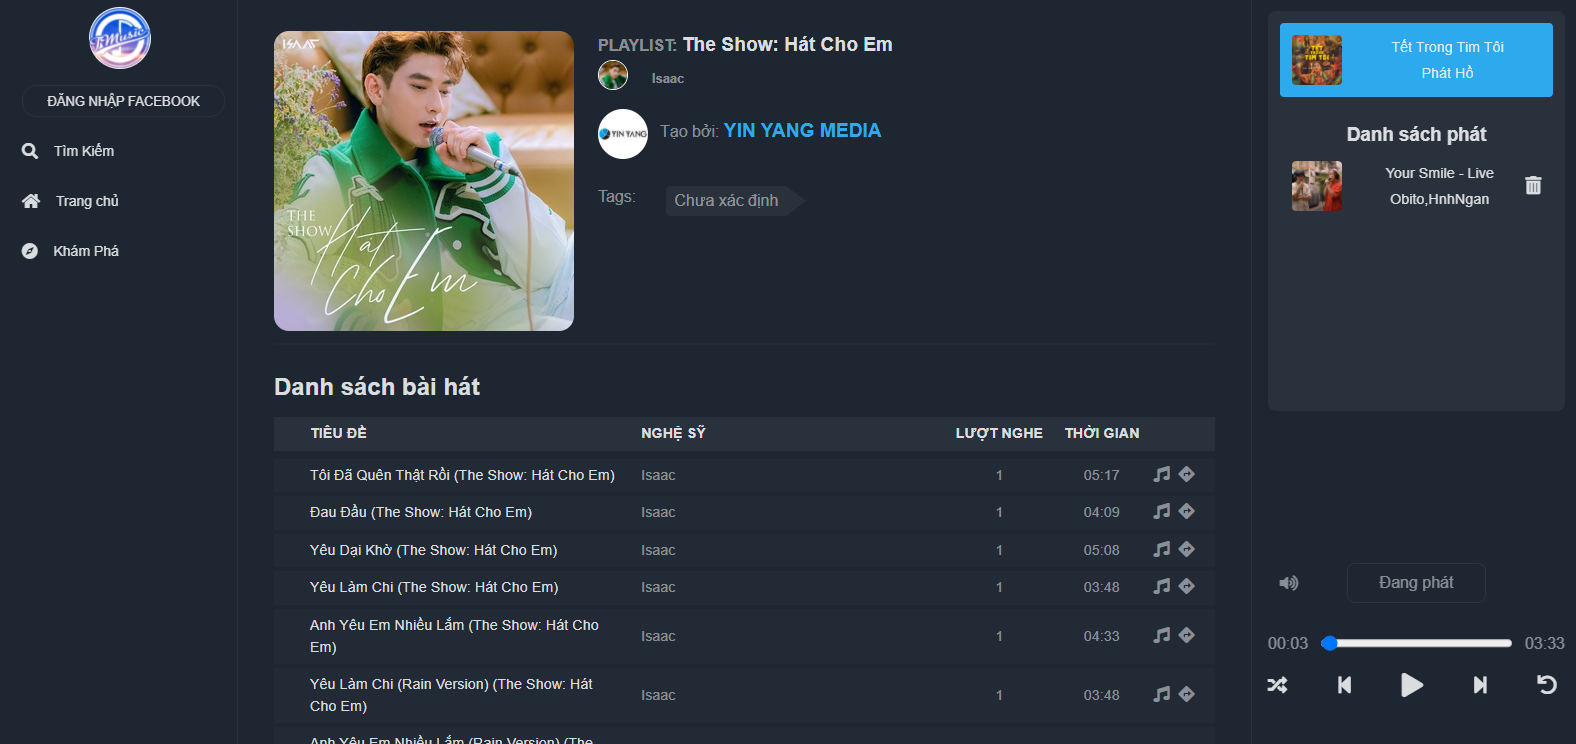 TiMusic
ĐĂNG NHẬP FACEBOOK
Tìm Kiếm
Trang chủ
Khám Phá
ISAAC
THE
SHOW
Hát
Cho Em
PLAYLIST: The Show: Hát Cho Em
Isaac
YIN YANG
Tạo bởi: YIN YANG MEDIA
Tags:
Chưa xác định
Danh sách bài hát
TIÊU ĐỀ NGHỆ SỸ LƯỢT NGHE THỜI GIAN
Tôi Đã Quên Thật Rồi (The Show: Hát Cho Em) Isaac 1 05:17
Đau Đầu (The Show: Hát Cho Em) Isaac 1 04:09
Yêu Dại Khờ (The Show: Hát Cho Em) Isaac 1 05:08
Yêu Làm Chi (The Show: Hát Cho Em) Isaac 1 03:48
Anh Yêu Em Nhiều Lắm (The Show: Hát Cho
Em) Isaac 1 04:33
Yêu Làm Chi (Rain Version) (The Show: Hát
Cho Em) Isaac 1 03:48
Anh Yêu Em Nhiều Lắm (Rain Version) (The
TẾT
TRONG
TIM TÔI
Tết Trong Tim Tôi
Phát Hồ
Danh sách phát
Your Smile - Live
Obito,HnhNgan
Đang phát
00:03 03:33